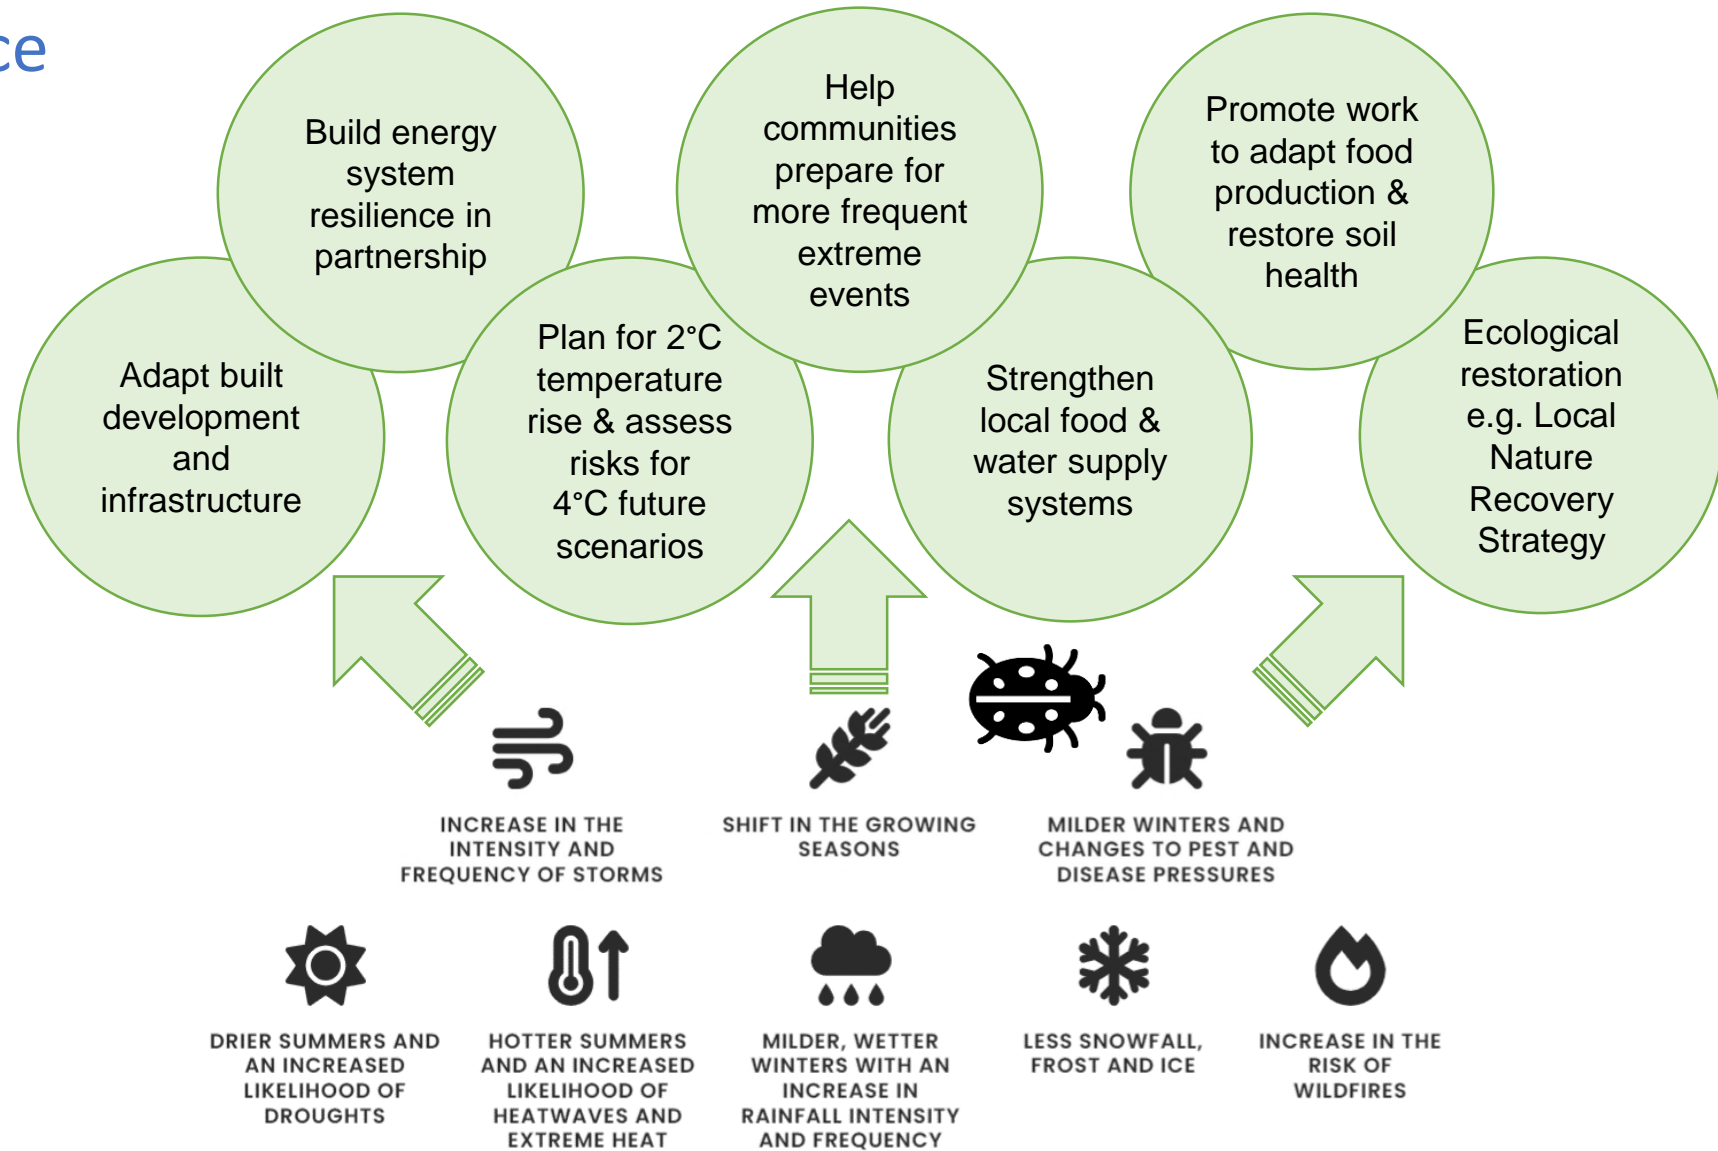 ce
Build energy
system
resilience in
partnership
Help
communities
prepare for
more frequent
extreme
events
Promote work
to adapt food
production &
restore soil
health
Adapt built
development
and
infrastructure
Plan for 2°C
temperature
rise & assess
risks for
4°C future
scenarios
Strengthen
local food &
water supply
systems
Ecological
restoration
e.g. Local
Nature
Recovery
Strategy
INCREASE IN THE
INTENSITY AND
FREQUENCY OF STORMS
SHIFT IN THE GROWING
SEASONS
MILDER WINTERS AND
CHANGES TO PEST AND
DISEASE PRESSURES
DRIER SUMMERS AND
AN INCREASED
LIKELIHOOD OF
DROUGHTS
HOTTER SUMMERS
AND AN INCREASED
LIKELIHOOD OF
HEATWAVES AND
EXTREME HEAT
MILDER, WETTER
WINTERS WITH AN
INCREASE IN
RAINFALL INTENSITY
AND FREQUENCY
LESS SNOWFALL,
FROST AND ICE
INCREASE IN THE
RISK OF
WILDFIRES